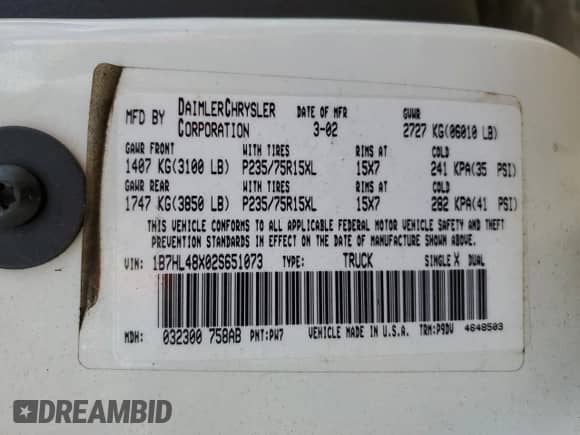 MFD BY DAIMLERCHRYSLER CORPORATION DATE OF MFR 3-02 GVWR 2727 KG(06010 LB)
GAWR FRONT WITH TIRES RIMS AT COLD
1407 KG(3100 LB) P235/75R15XL 15X7 241 KPA(35 PSI)
GAWR REAR WITH TIRES RIMS AT COLD
1747 KG(3850 LB) P235/75R15XL 15X7 282 KPA(41 PSI)
THIS VEHICLE CONFORMS TO ALL APPLICABLE FEDERAL MOTOR VEHICLE SAFETY AND THEFT
PREVENTION STANDARDS IN EFFECT ON THE DATE OF MANUFACTURE SHOWN ABOVE.
VIN: 1B7HL48X02S651073 TYPE: TRUCK SINGLE X DUAL
MDH: 032300 758AB PNT:PW7 VEHICLE MADE IN U.S.A. TRM:P9DV 4648503
DREAMBID